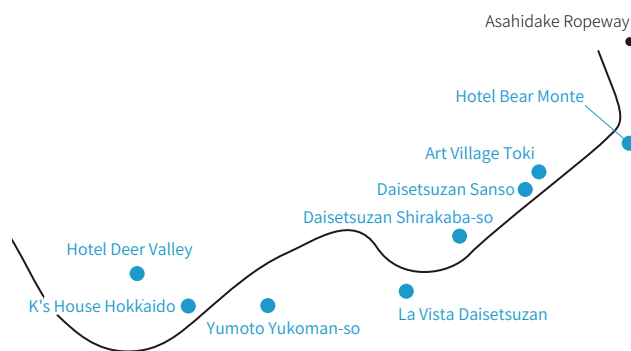 Asahidake Ropeway
Hotel Bear Monte
Art Village Toki
Daisetsuzan Sanso
Daisetsuzan Shirakaba-so
Hotel Deer Valley
K's House Hokkaido
La Vista Daisetsuzan
Yumoto Yukoman-so